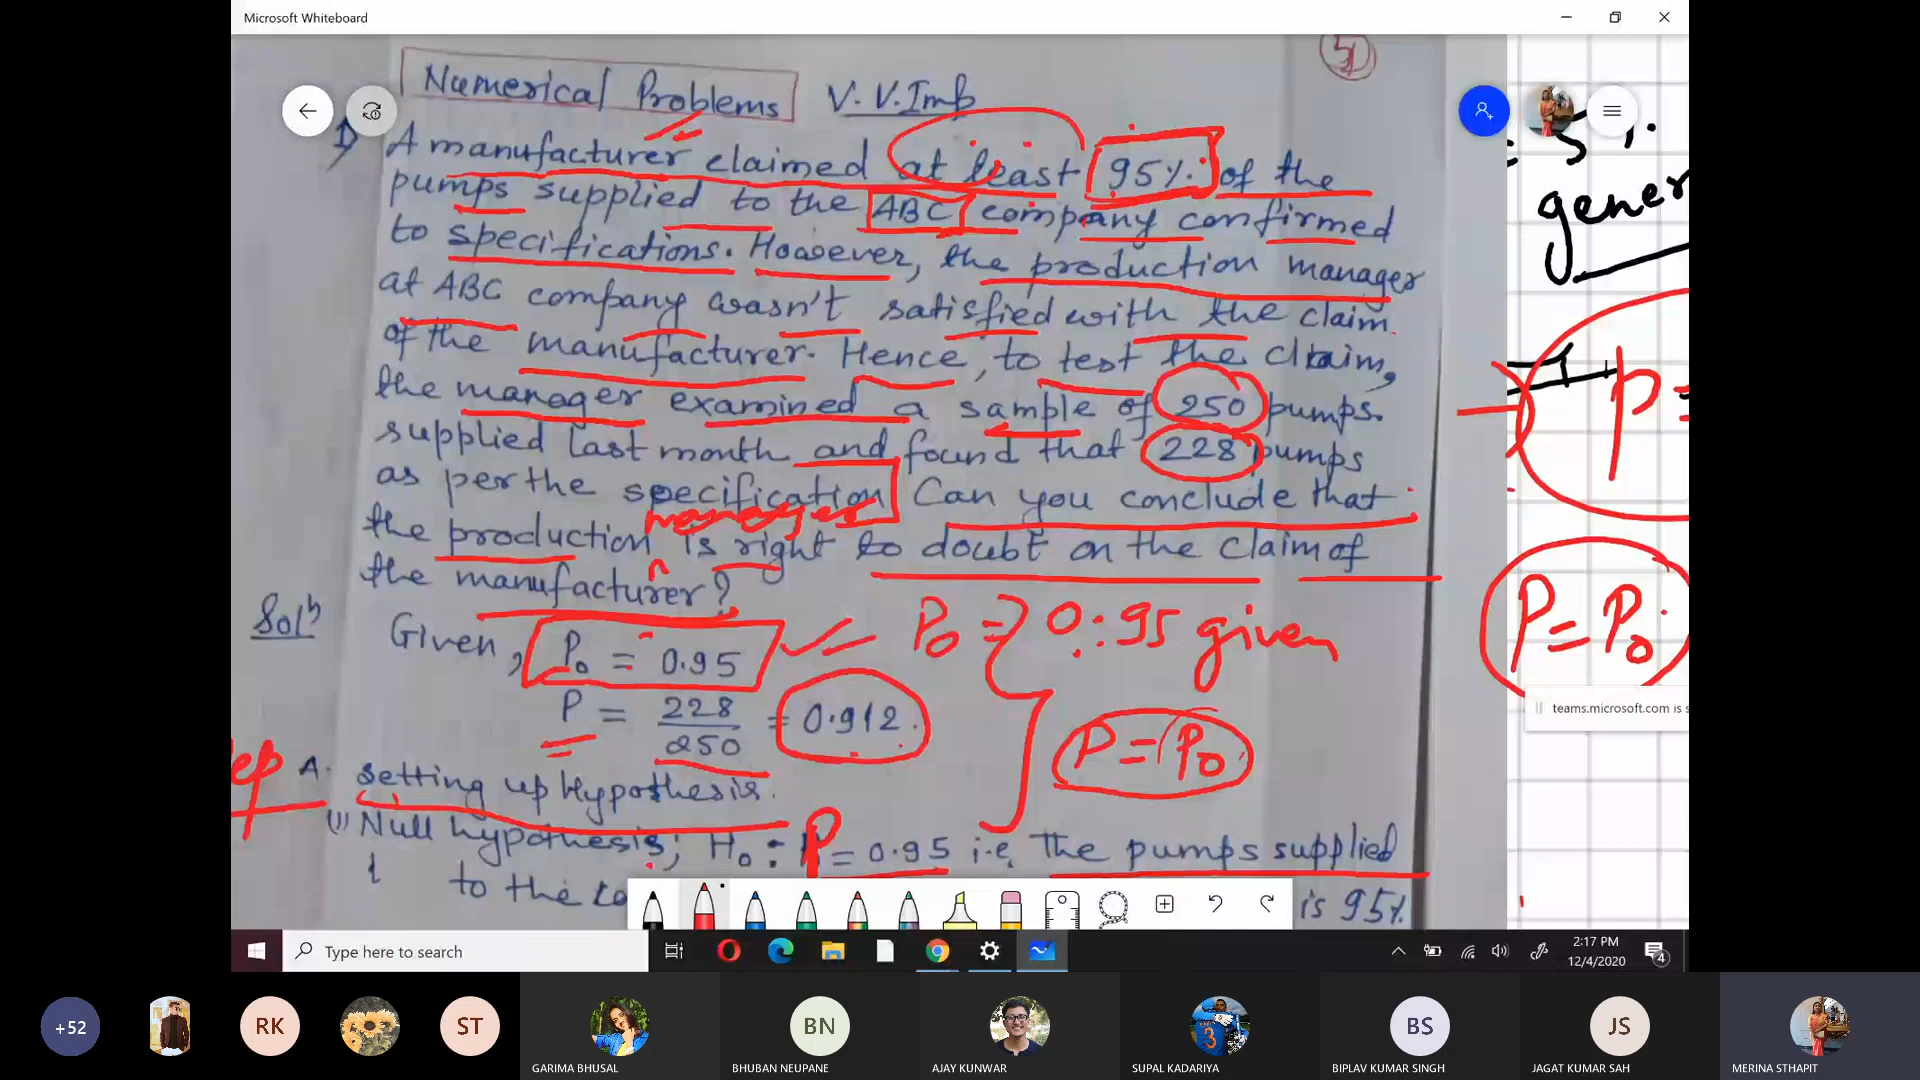 Microsoft Whiteboard
51
Numerical Problems V.V.Imp
1) A manufacturer claimed at least 95% of the
pumps supplied to the ABC company confirmed
to specifications. However, the production manager
at ABC company wasn't satisfied with the claim
of the manufacturer. Hence, to test the claim,
the manager examined a sample of 250 pumps.
supplied last month and found that 228 pumps
as per the specification. Can you conclude that
manager
the production ^ is right to doubt on the claim of
the manufacturer?
Solⁿ
Given, P₀ = 0.95
P₀ = 0.95 given
P = 228/250 = 0.912.
P = P₀
ep A. Setting up Hypothesis.
(i) Null hypothesis; H₀ : P = 0.95 i.e. The pumps supplied
to the co
is 95%
5%.
gener
P =
P = P₀
teams.microsoft.com is s
Type here to search
2:17 PM
12/4/2020
4
+52
RK
ST
BN
3
BS
JS
GARIMA BHUSAL
BHUBAN NEUPANE
AJAY KUNWAR
SUPAL KADARIYA
BIPLAV KUMAR SINGH
JAGAT KUMAR SAH
MERINA STHAPIT